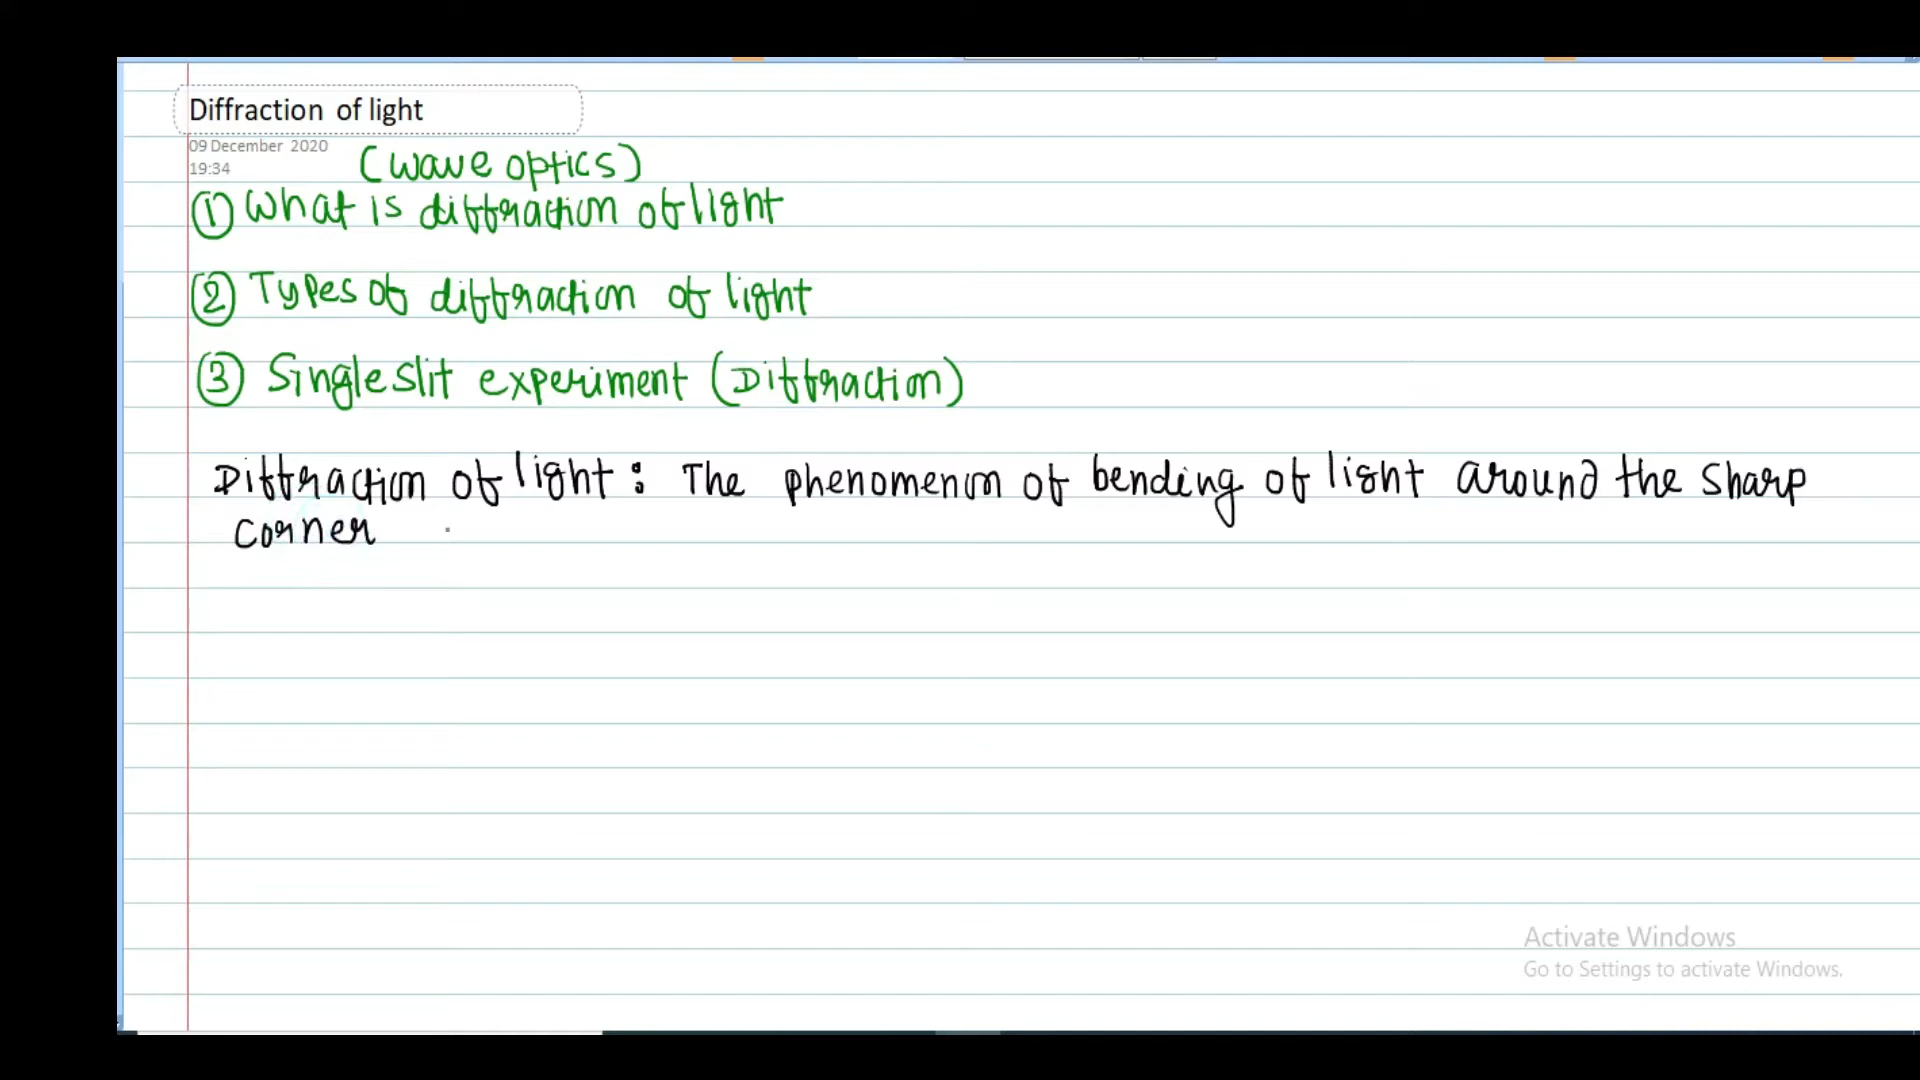 Diffraction of light
09 December 2020
19:34
(wave optics)
① What is diffraction of light
② Types of diffraction of light
③ Single slit experiment (Diffraction)
Diffraction of light : The phenomenon of bending of light around the sharp
corner
Activate Windows
Go to Settings to activate Windows.